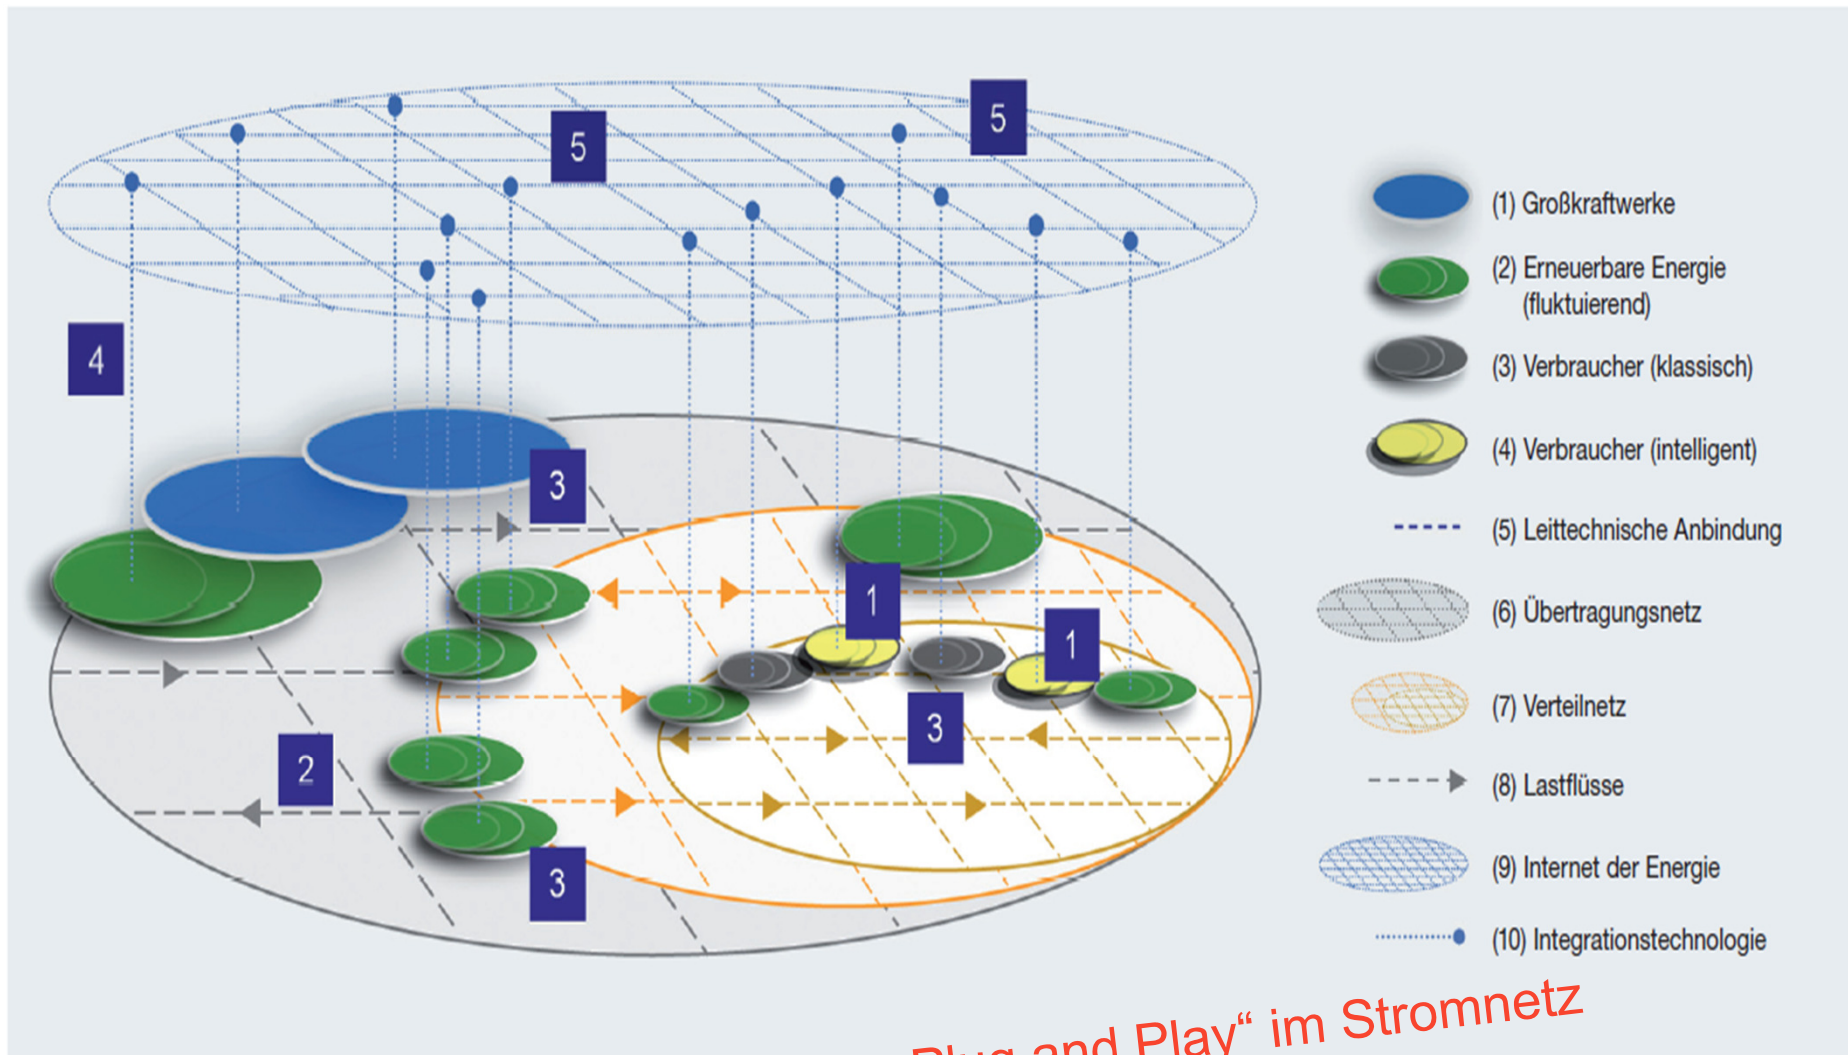 5
5
4
3
1
1
3
2
3
(1) Großkraftwerke
(2) Erneuerbare Energie
(fluktuierend)
(3) Verbraucher (klassisch)
(4) Verbraucher (intelligent)
(5) Leittechnische Anbindung
(6) Übertragungsnetz
(7) Verteilnetz
(8) Lastflüsse
(9) Internet der Energie
(10) Integrationstechnologie
Plug and Play“ im Stromnetz